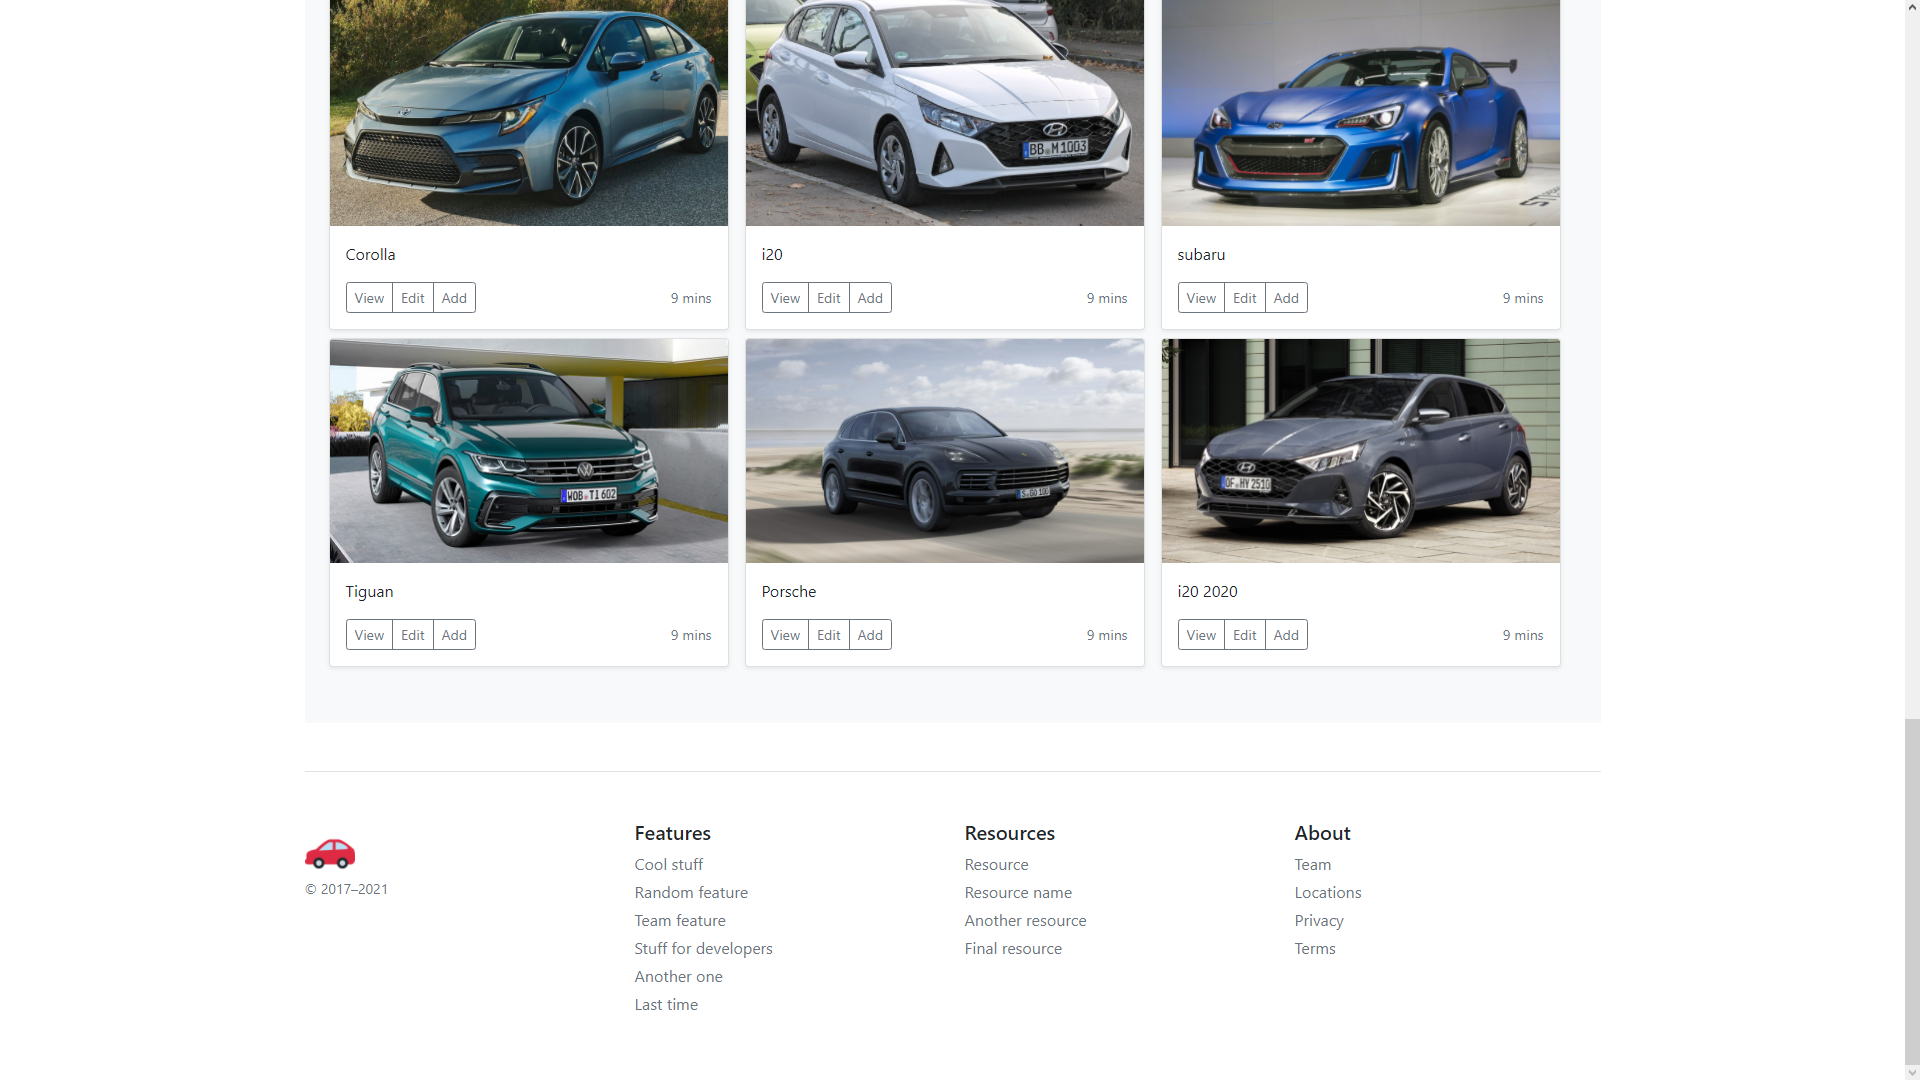 BB M 1003
Corolla
View Edit Add 9 mins
i20
View Edit Add 9 mins
subaru
View Edit Add 9 mins
WOB TI 602
S GO 100
OF HY 2510
Tiguan
View Edit Add 9 mins
Porsche
View Edit Add 9 mins
i20 2020
View Edit Add 9 mins
© 2017–2021
Features
Cool stuff
Random feature
Team feature
Stuff for developers
Another one
Last time
Resources
Resource
Resource name
Another resource
Final resource
About
Team
Locations
Privacy
Terms